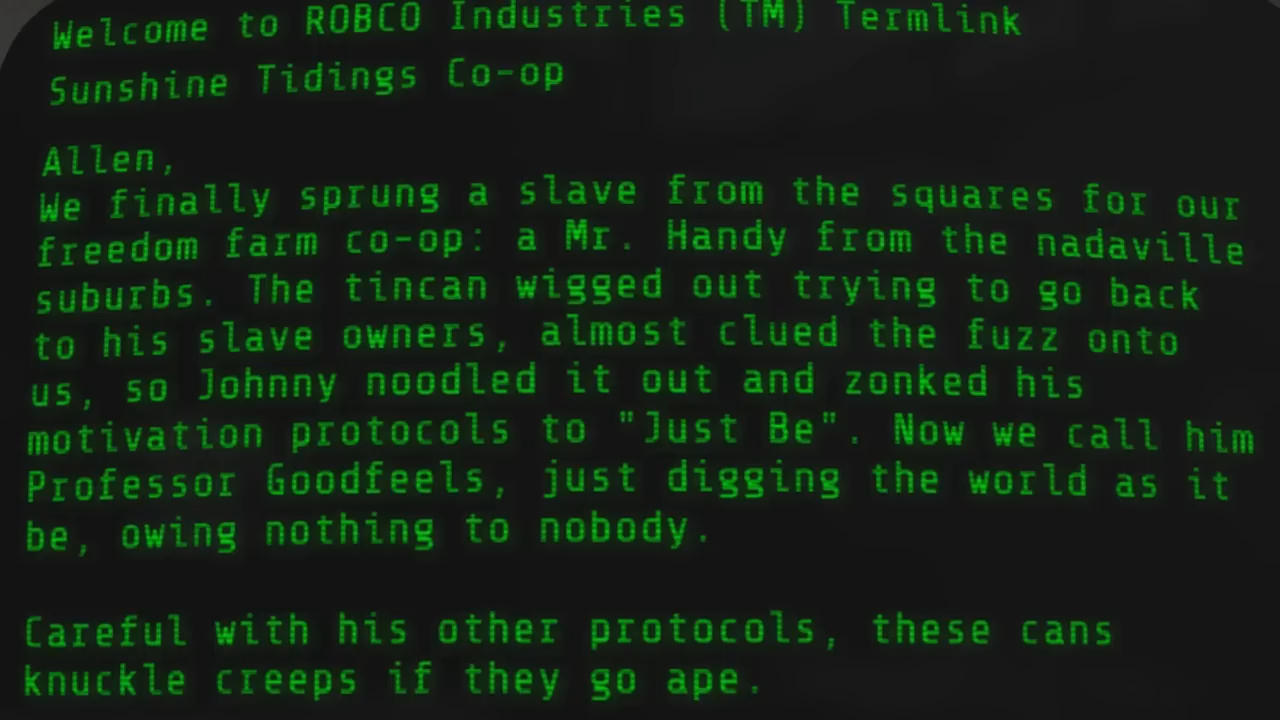 Welcome to ROBCO Industries (TM) Termlink
Sunshine Tidings Co-op
Allen,
We finally sprung a slave from the squares for our
freedom farm co-op: a Mr. Handy from the nadaville
suburbs. The tincan wigged out trying to go back
to his slave owners, almost clued the fuzz onto
us, so Johnny noodled it out and zonked his
motivation protocols to "Just Be". Now we call him
Professor Goodfeels, just digging the world as it
be, owing nothing to nobody.
Careful with his other protocols, these cans
knuckle creeps if they go ape.